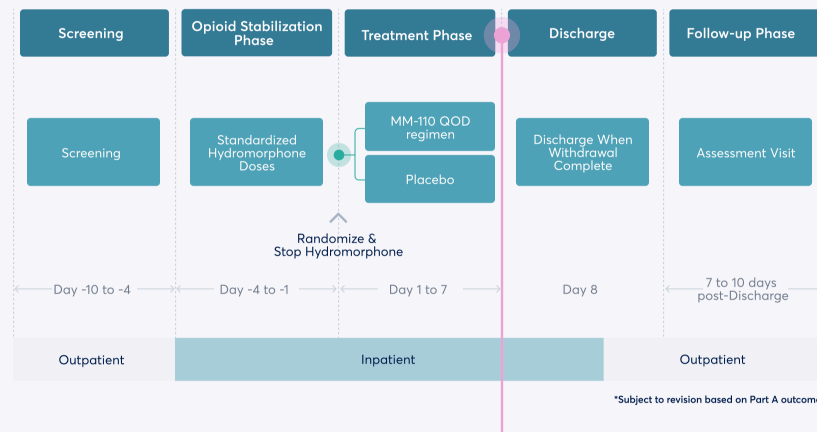 Screening
Opioid Stabilization
Phase
Treatment Phase
Discharge
Follow-up Phase
Screening
Standardized
Hydromorphone
Doses
MM-110 QOD
regimen
Placebo
Discharge When
Withdrawal
Complete
Assessment Visit
Randomize &
Stop Hydromorphone
Day -10 to -4
Day -4 to -1
Day 1 to 7
Day 8
7 to 10 days
post-Discharge
Outpatient
Inpatient
Outpatient
*Subject to revision based on Part A outcome